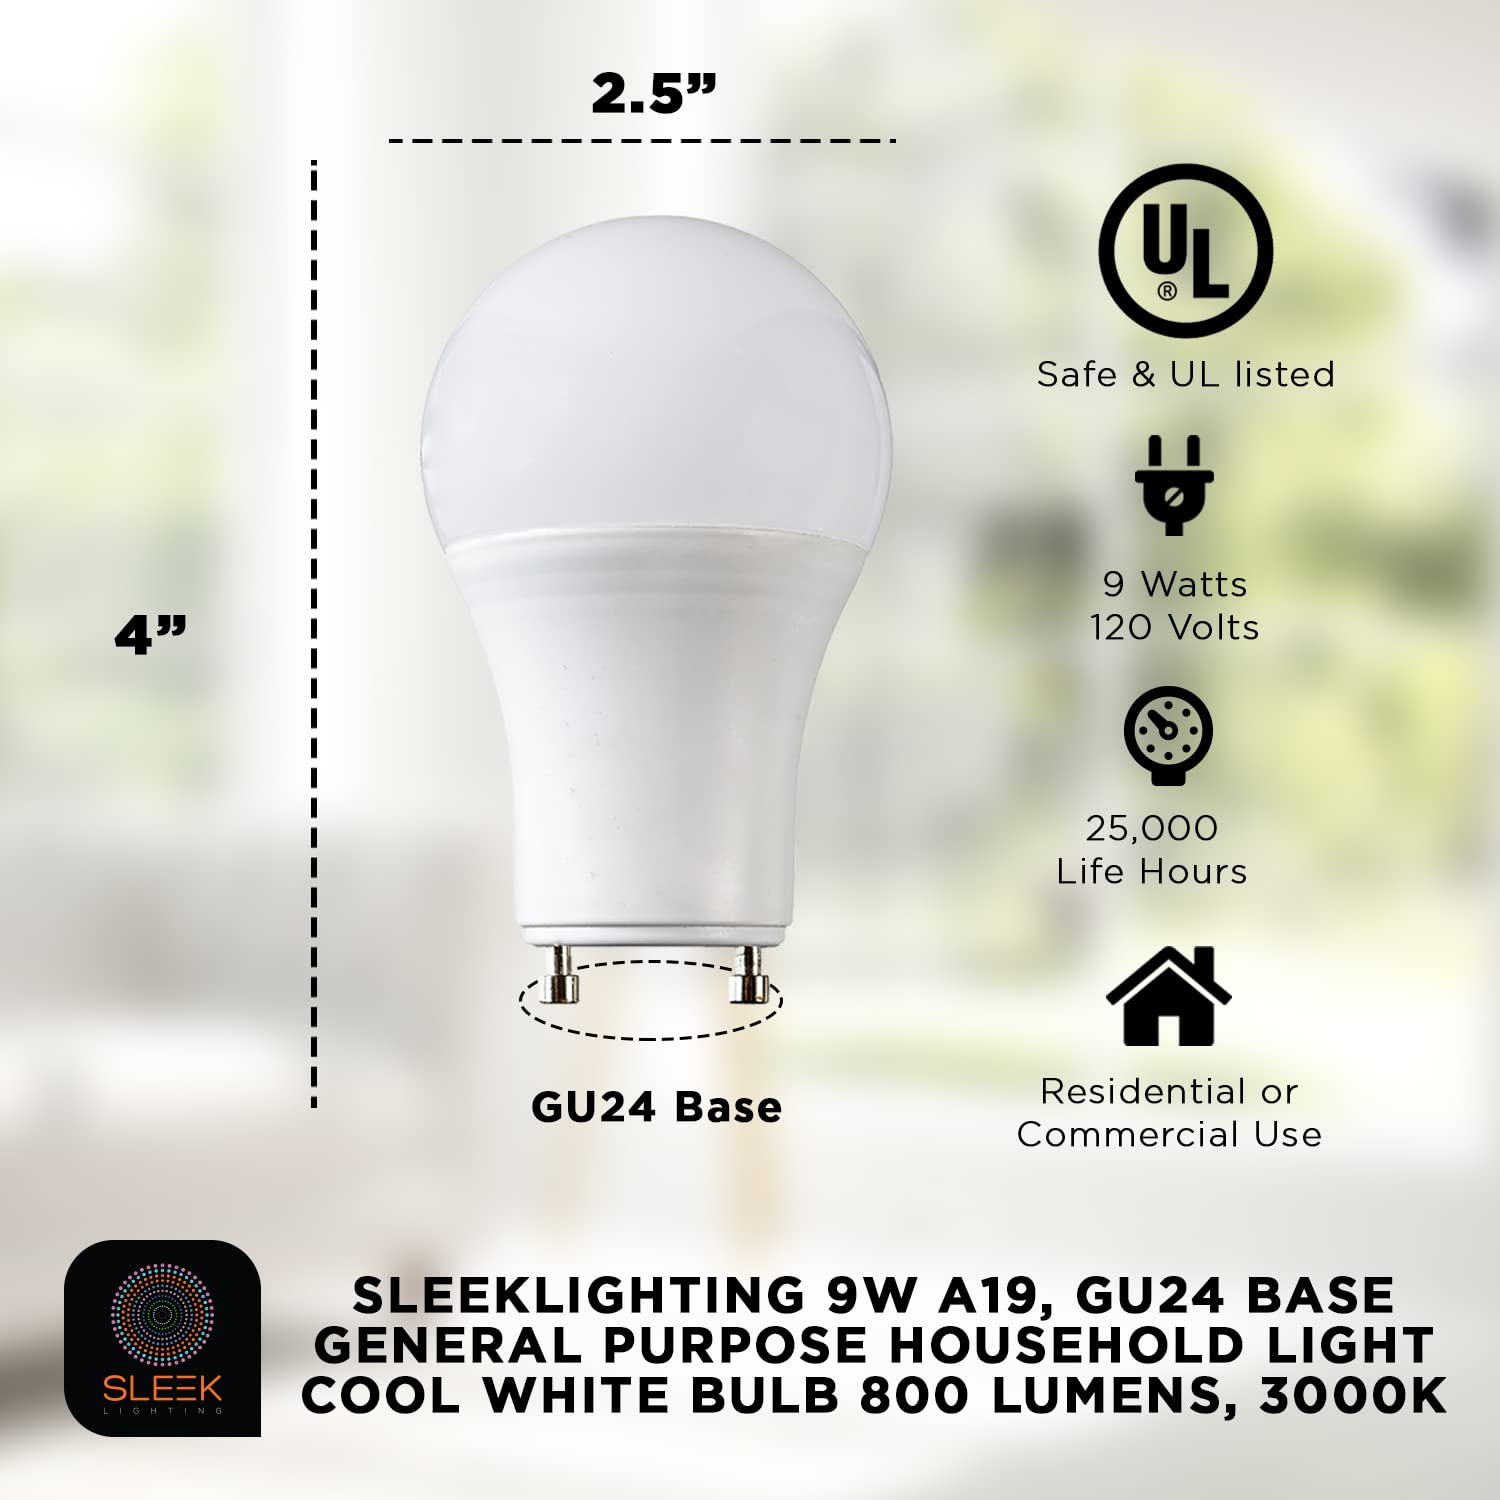 2.5”
4”
UL
®
Safe & UL listed
9 Watts
120 Volts
25,000
Life Hours
Residential or
Commercial Use
GU24 Base
SLEEK
LIGHTING
SLEEKLIGHTING 9W A19, GU24 BASE
GENERAL PURPOSE HOUSEHOLD LIGHT
COOL WHITE BULB 800 LUMENS, 3000K